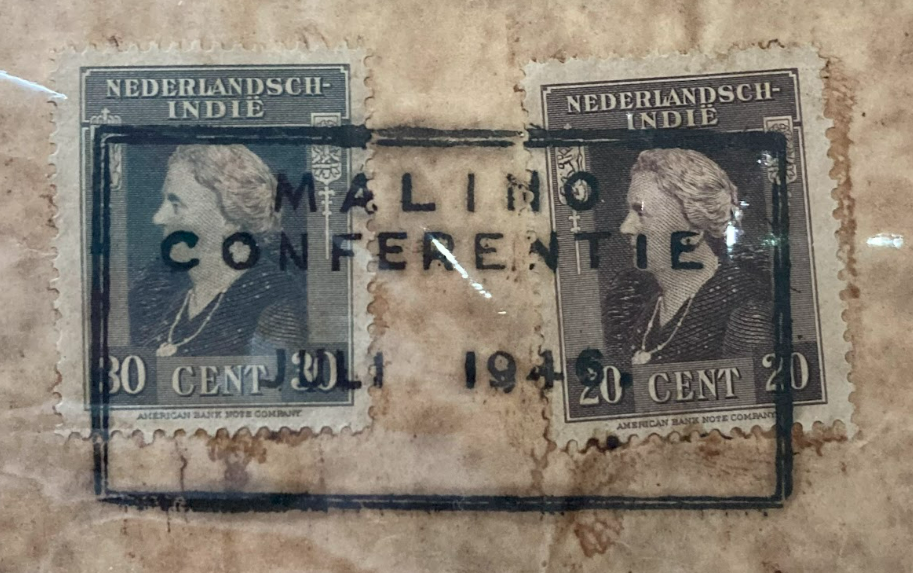 NEDERLANDSCH-
INDIË
30 CENT 30
AMERICAN BANK NOTE COMPANY
NEDERLANDSCH-
INDIË
20 CENT 20
AMERICAN BANK NOTE COMPANY
MALINO
CONFERENTIE
JULI 1946.